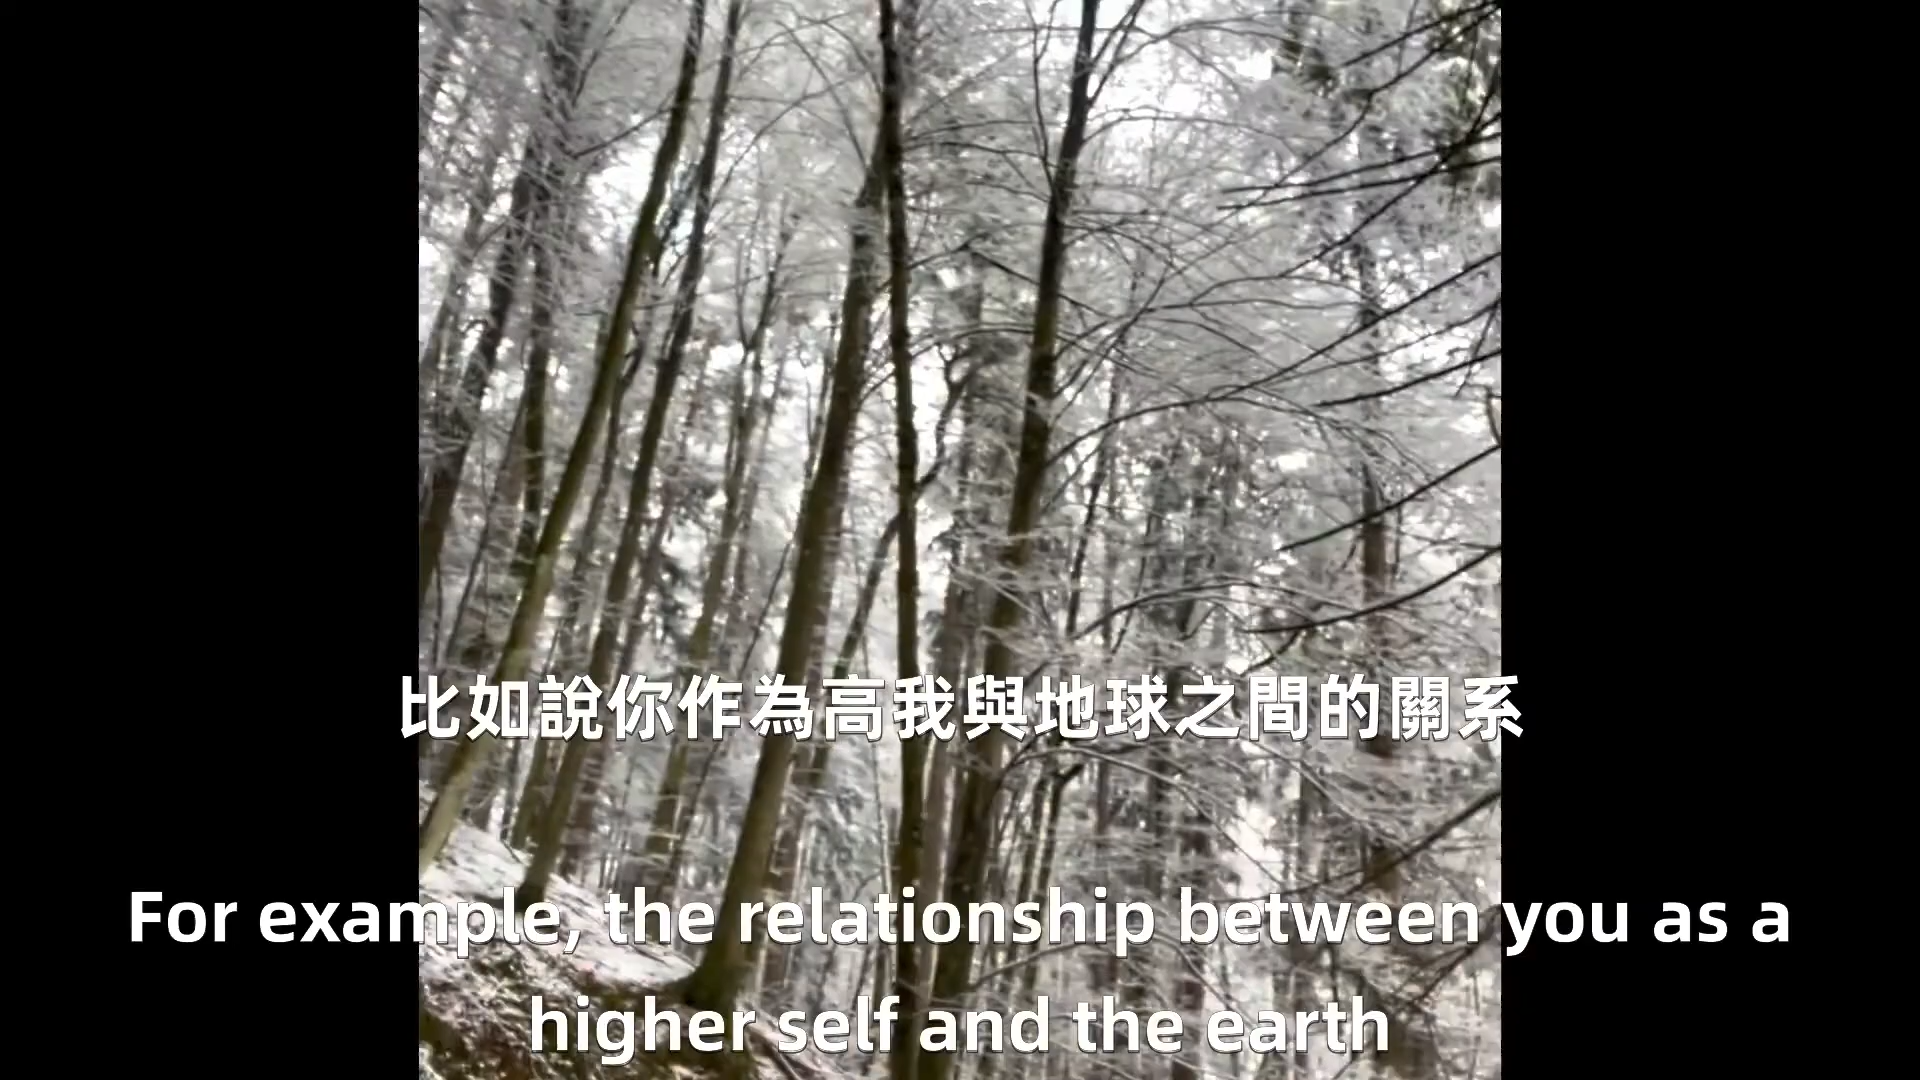 比如說你作為高我與地球之間的關系
For example, the relationship between you as a
higher self and the earth